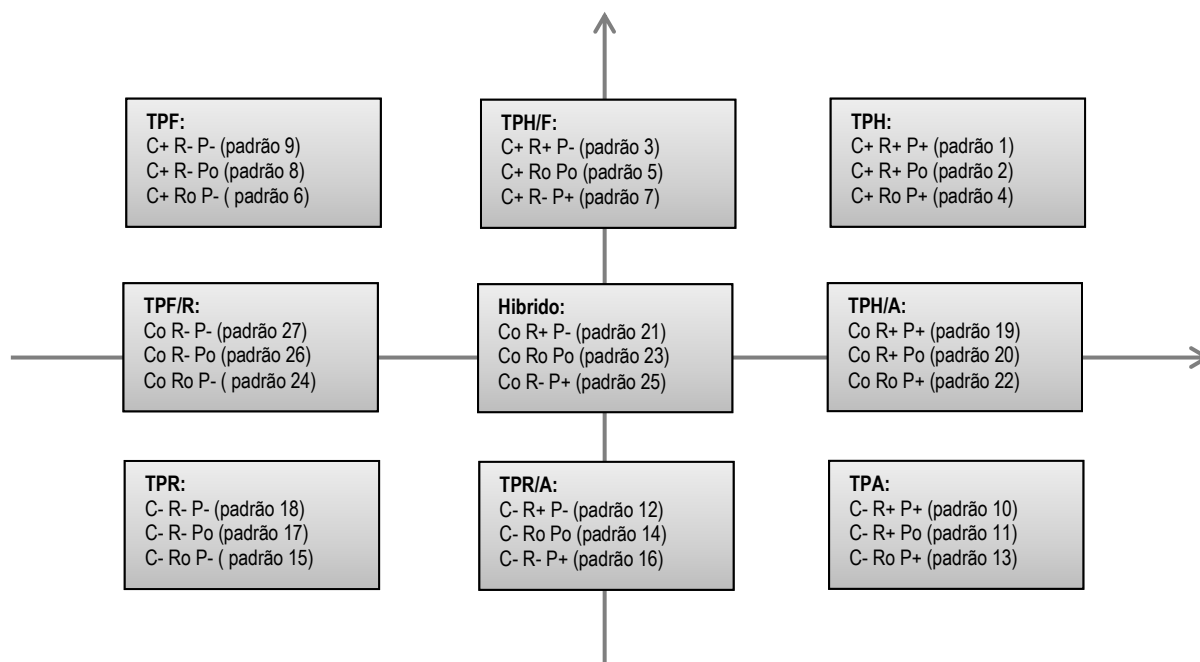 TPF:
C+ R- P- (padrão 9)
C+ R- Po (padrão 8)
C+ Ro P- ( padrão 6)
TPH/F:
C+ R+ P- (padrão 3)
C+ Ro Po (padrão 5)
C+ R- P+ (padrão 7)
TPH:
C+ R+ P+ (padrão 1)
C+ R+ Po (padrão 2)
C+ Ro P+ (padrão 4)
TPF/R:
Co R- P- (padrão 27)
Co R- Po (padrão 26)
Co Ro P- ( padrão 24)
Hibrido:
Co R+ P- (padrão 21)
Co Ro Po (padrão 23)
Co R- P+ (padrão 25)
TPH/A:
Co R+ P+ (padrão 19)
Co R+ Po (padrão 20)
Co Ro P+ (padrão 22)
TPR:
C- R- P- (padrão 18)
C- R- Po (padrão 17)
C- Ro P- ( padrão 15)
TPR/A:
C- R+ P- (padrão 12)
C- Ro Po (padrão 14)
C- R- P+ (padrão 16)
TPA:
C- R+ P+ (padrão 10)
C- R+ Po (padrão 11)
C- Ro P+ (padrão 13)